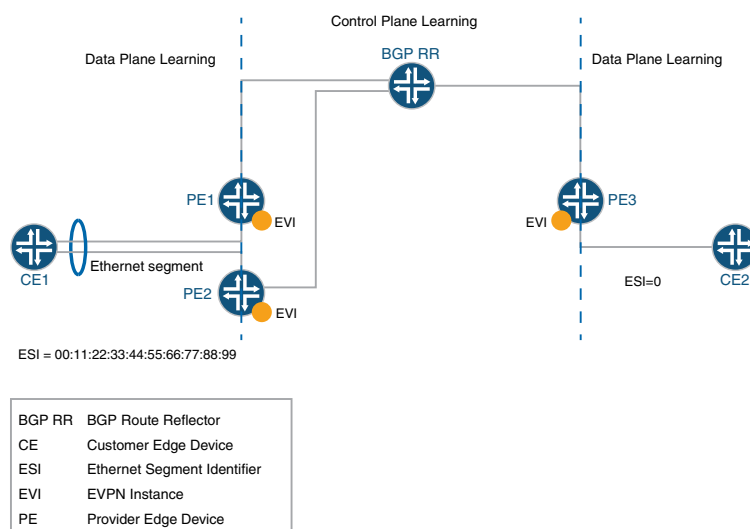 Control Plane Learning
Data Plane Learning
BGP RR
Data Plane Learning
PE1
EVI
PE3
EVI
CE1
Ethernet segment
PE2
EVI
ESI=0
CE2
ESI = 00:11:22:33:44:55:66:77:88:99
BGP RR BGP Route Reflector
CE Customer Edge Device
ESI Ethernet Segment Identifier
EVI EVPN Instance
PE Provider Edge Device